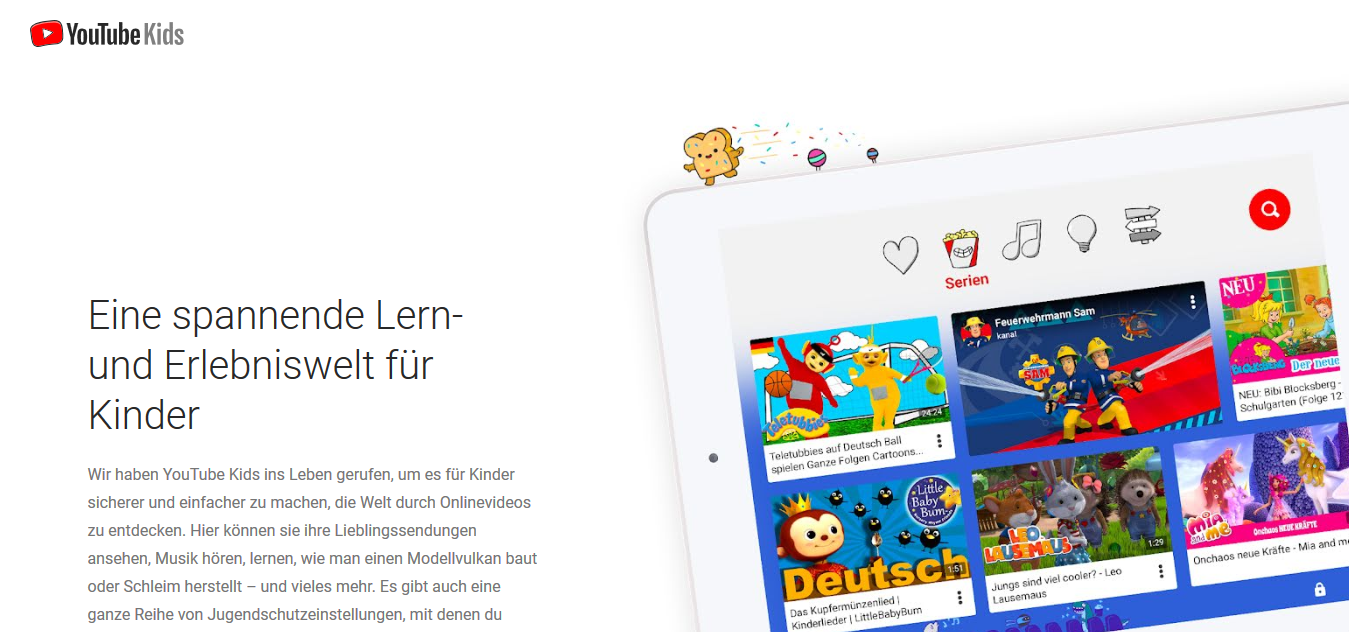 YouTube Kids
Eine spannende Lern-
und Erlebniswelt für
Kinder
Wir haben YouTube Kids ins Leben gerufen, um es für Kinder
sicherer und einfacher zu machen, die Welt durch Onlinevideos
zu entdecken. Hier können sie ihre Lieblingssendungen
ansehen, Musik hören, lernen, wie man einen Modellvulkan baut
oder Schleim herstellt – und vieles mehr. Es gibt auch eine
ganze Reihe von Jugendschutzeinstellungen, mit denen du
Serien
Teletubbies
24:24
Teletubbies auf Deutsch Ball
spielen Ganze Folgen Cartoons...
Feuerwehrmann Sam
kanal
SAM
NEU
BLOCKSBERG
Der neue
NEU: Bibi Blocksberg -
Schulgarten (Folge 12
Little
Baby
Bum
Deutsch
1:51
Das Kupfermünzenlied |
Kinderlieder | LittleBabyBum
LEO
LAUSEMAUS
1:29
Jungs sind viel cooler? - Leo
Lausemaus
mia
and me
Onchaos NEUE KRÄFTE
Onchaos neue Kräfte - Mia and me